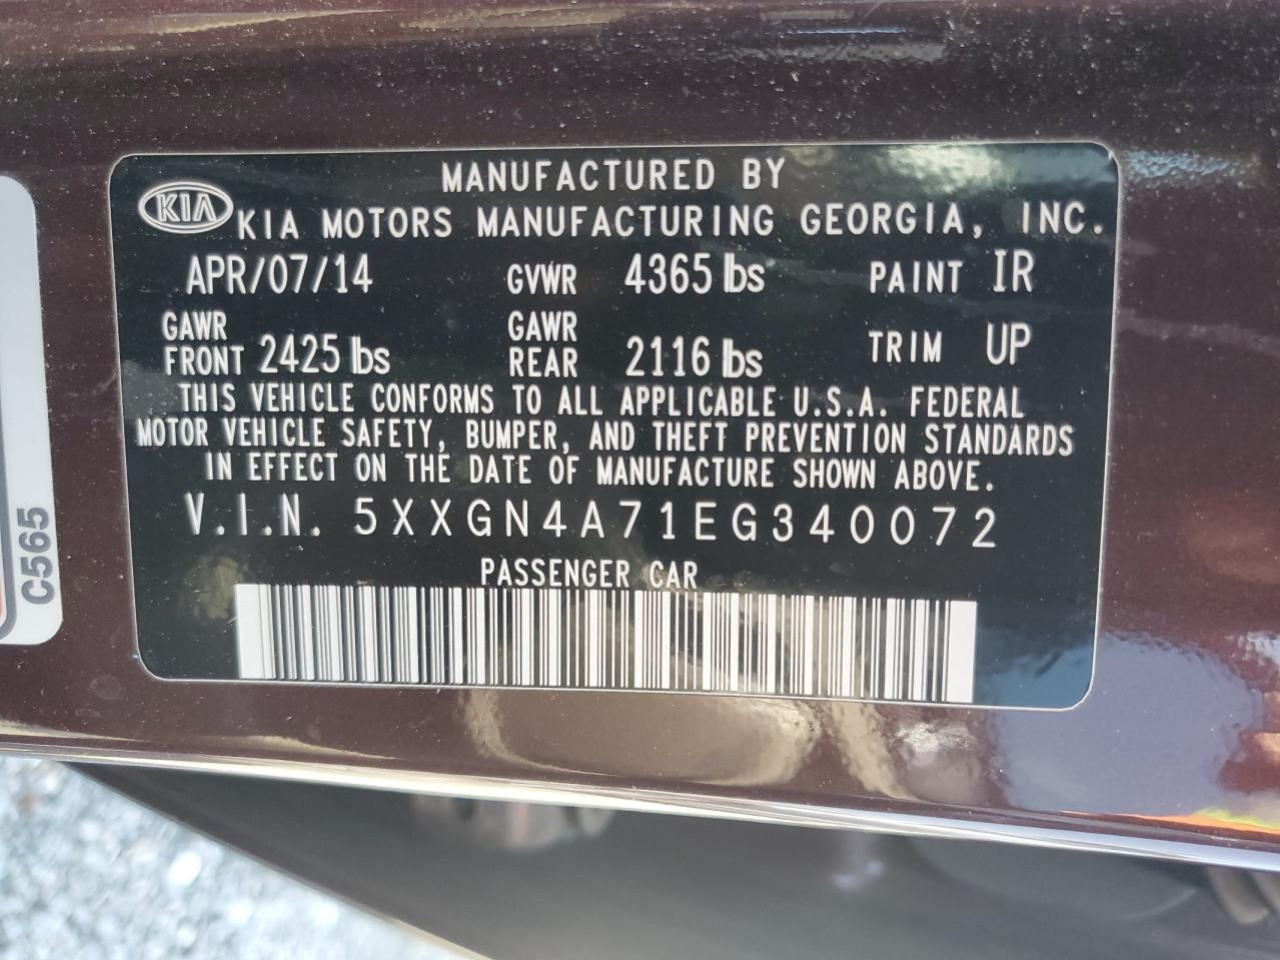 MANUFACTURED BY
KIA KIA MOTORS MANUFACTURING GEORGIA, INC.
APR/07/14 GVWR 4365 lbs PAINT IR
GAWR FRONT 2425 lbs GAWR REAR 2116 lbs TRIM UP
THIS VEHICLE CONFORMS TO ALL APPLICABLE U.S.A. FEDERAL
MOTOR VEHICLE SAFETY, BUMPER, AND THEFT PREVENTION STANDARDS
IN EFFECT ON THE DATE OF MANUFACTURE SHOWN ABOVE.
V.I.N. 5XXGN4A71EG340072
PASSENGER CAR
C565